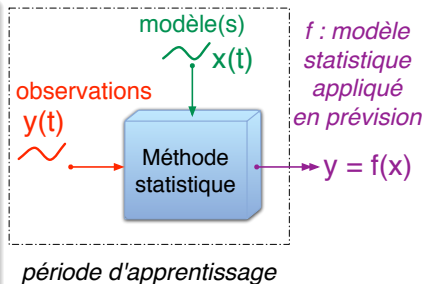 modèle(s)
x(t)
observations
y(t)
Méthode
statistique
f : modèle
statistique
appliqué
en prévision
y = f(x)
période d'apprentissage